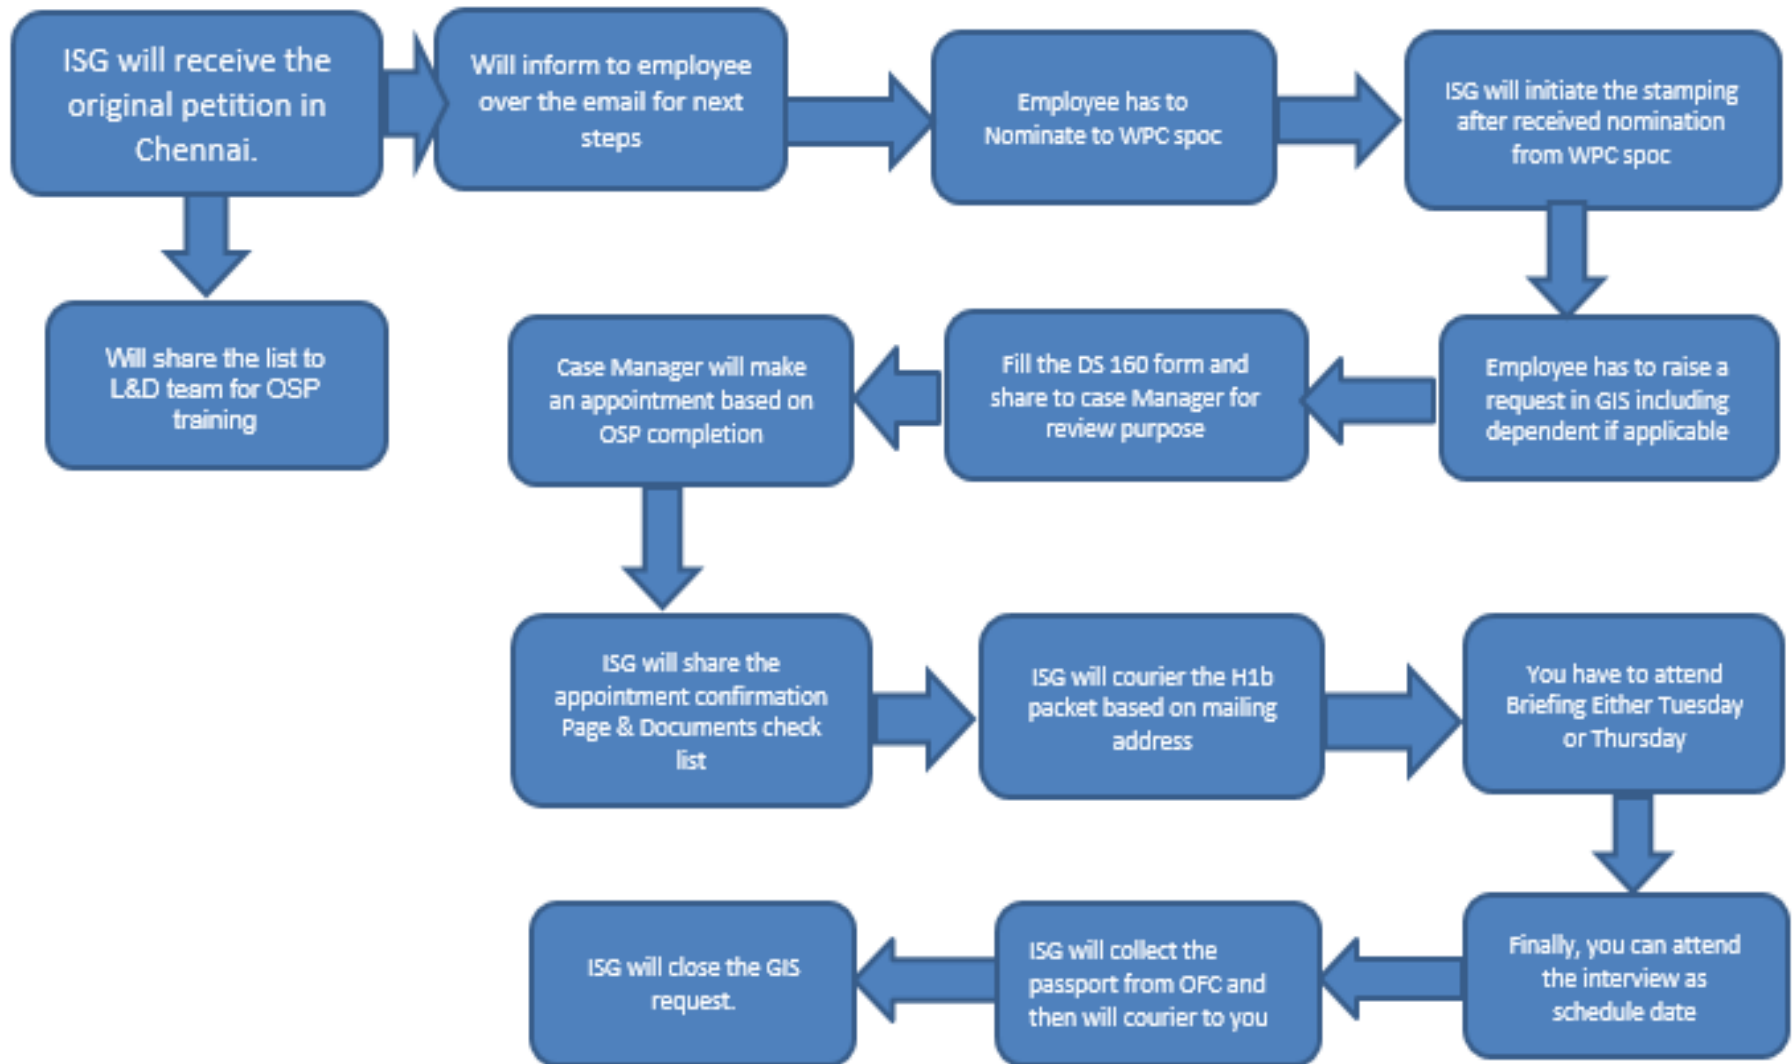 ISG will receive the
original petition in
Chennai.
Will inform to employee
over the email for next
steps
Employee has to
Nominate to WPC spoc
ISG will initiate the stamping
after received nomination
from WPC spoc
Will share the list to
L&D team for OSP
training
Case Manager will make
an appointment based on
OSP completion
Fill the DS 160 form and
share to case Manager for
review purpose
Employee has to raise a
request in GIS including
dependent if applicable
ISG will share the
appointment confirmation
Page & Documents check
list
ISG will courier the H1b
packet based on mailing
address
You have to attend
Briefing Either Tuesday
or Thursday
ISG will close the GIS
request.
ISG will collect the
passport from OFC and
then will courier to you
Finally, you can attend
the interview as
schedule date